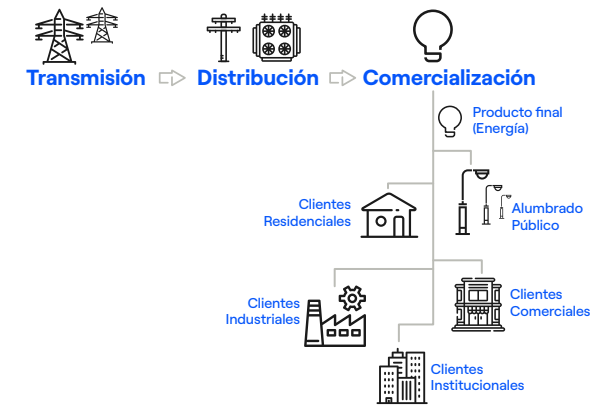 Transmisión
Distribución
Comercialización
Producto final
(Energía)
Clientes
Residenciales
Alumbrado
Público
Clientes
Industriales
Clientes
Comerciales
Clientes
Institucionales